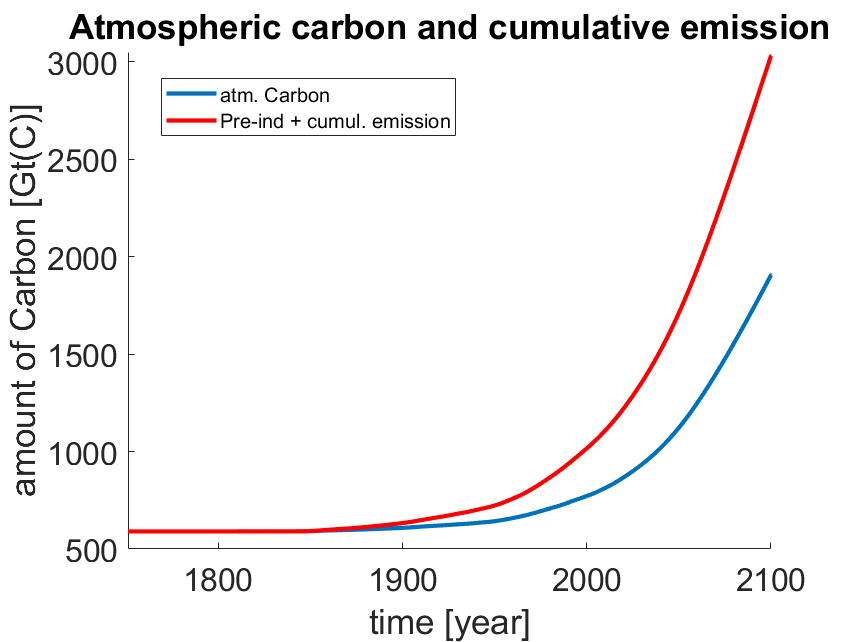 Atmospheric carbon and cumulative emission
atm. Carbon
Pre-ind + cumul. emission
amount of Carbon [Gt(C)]
3000
2500
2000
1500
1000
500
1800
1900
2000
2100
time [year]